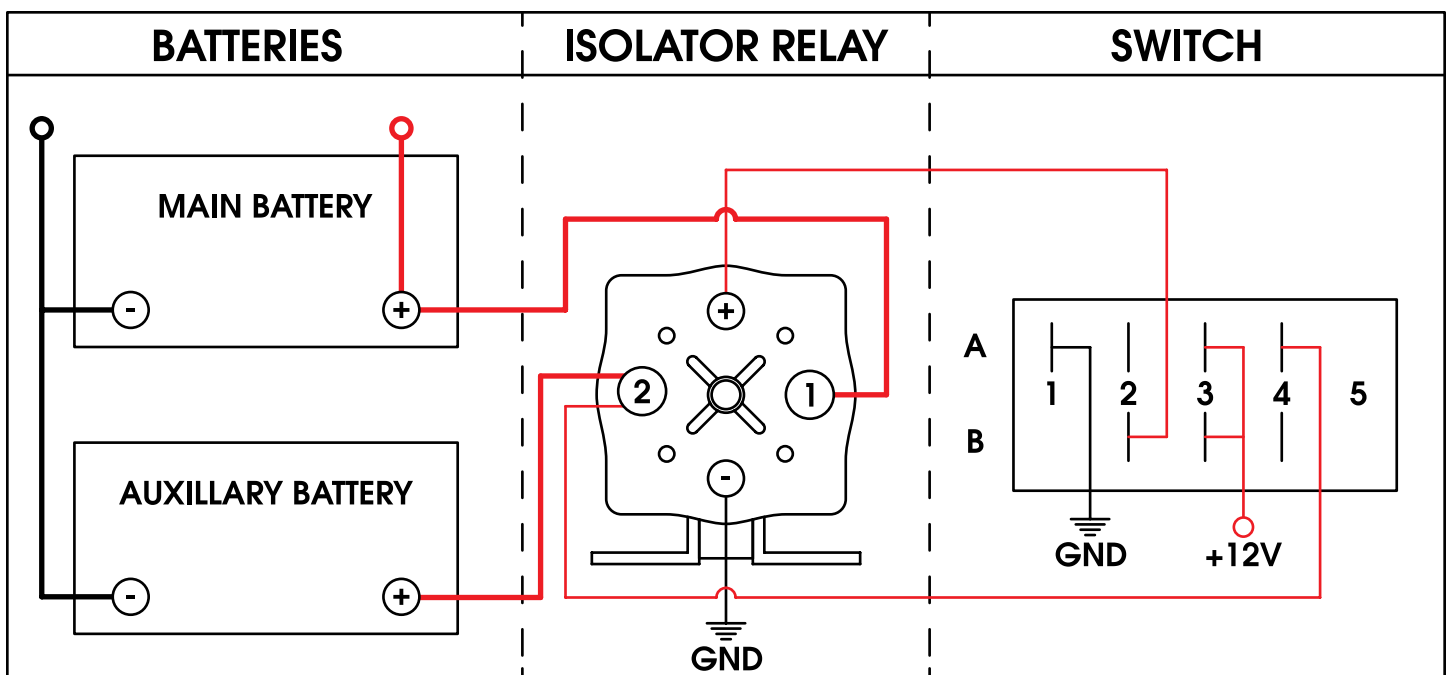 BATTERIES ISOLATOR RELAY SWITCH
MAIN BATTERY
- +
+
A
2 1
1 2 3 4 5
B
AUXILLARY BATTERY
-
GND +12V
- +
GND